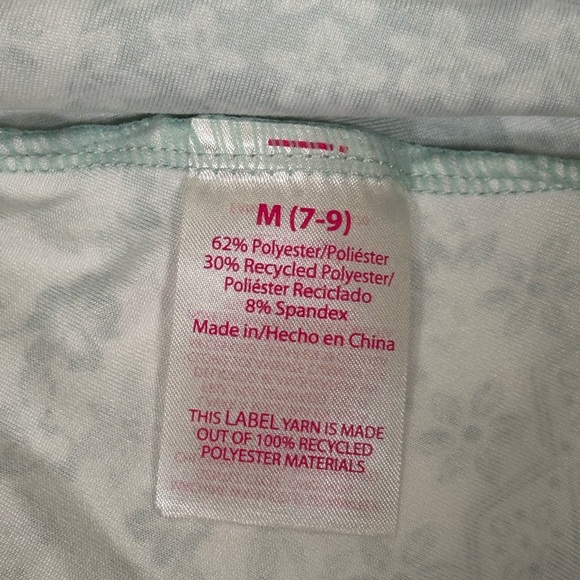 M (7-9)
62% Polyester/Poliéster
30% Recycled Polyester/
Poliéster Reciclado
8% Spandex
Made in/Hecho en China
THIS LABEL YARN IS MADE
OUT OF 100% RECYCLED
POLYESTER MATERIALS